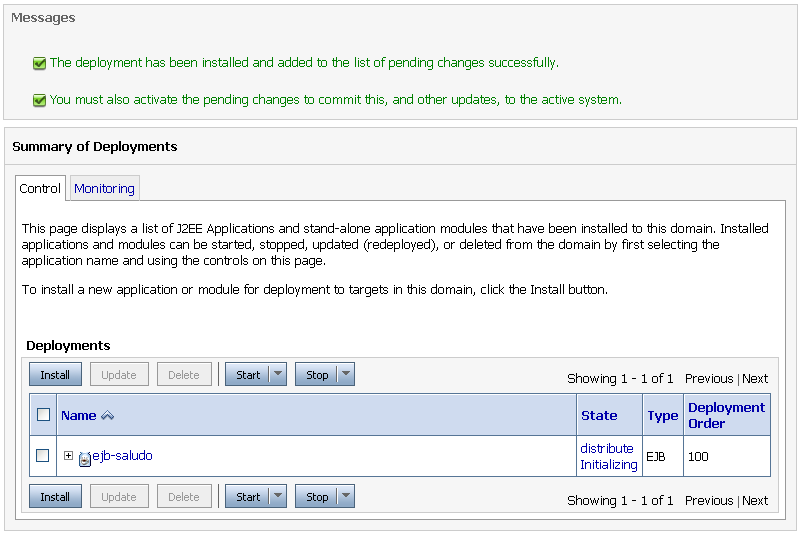 Messages
The deployment has been installed and added to the list of pending changes successfully.
You must also activate the pending changes to commit this, and other updates, to the active system.
Summary of Deployments
Control Monitoring
This page displays a list of J2EE Applications and stand-alone application modules that have been installed to this domain. Installed
applications and modules can be started, stopped, updated (redeployed), or deleted from the domain by first selecting the
application name and using the controls on this page.
To install a new application or module for deployment to targets in this domain, click the Install button.
Deployments
Install Update Delete Start Stop Showing 1 - 1 of 1 Previous | Next
Name State Type Deployment
Order
ejb-saludo distribute
Initializing EJB 100
Install Update Delete Start Stop Showing 1 - 1 of 1 Previous | Next